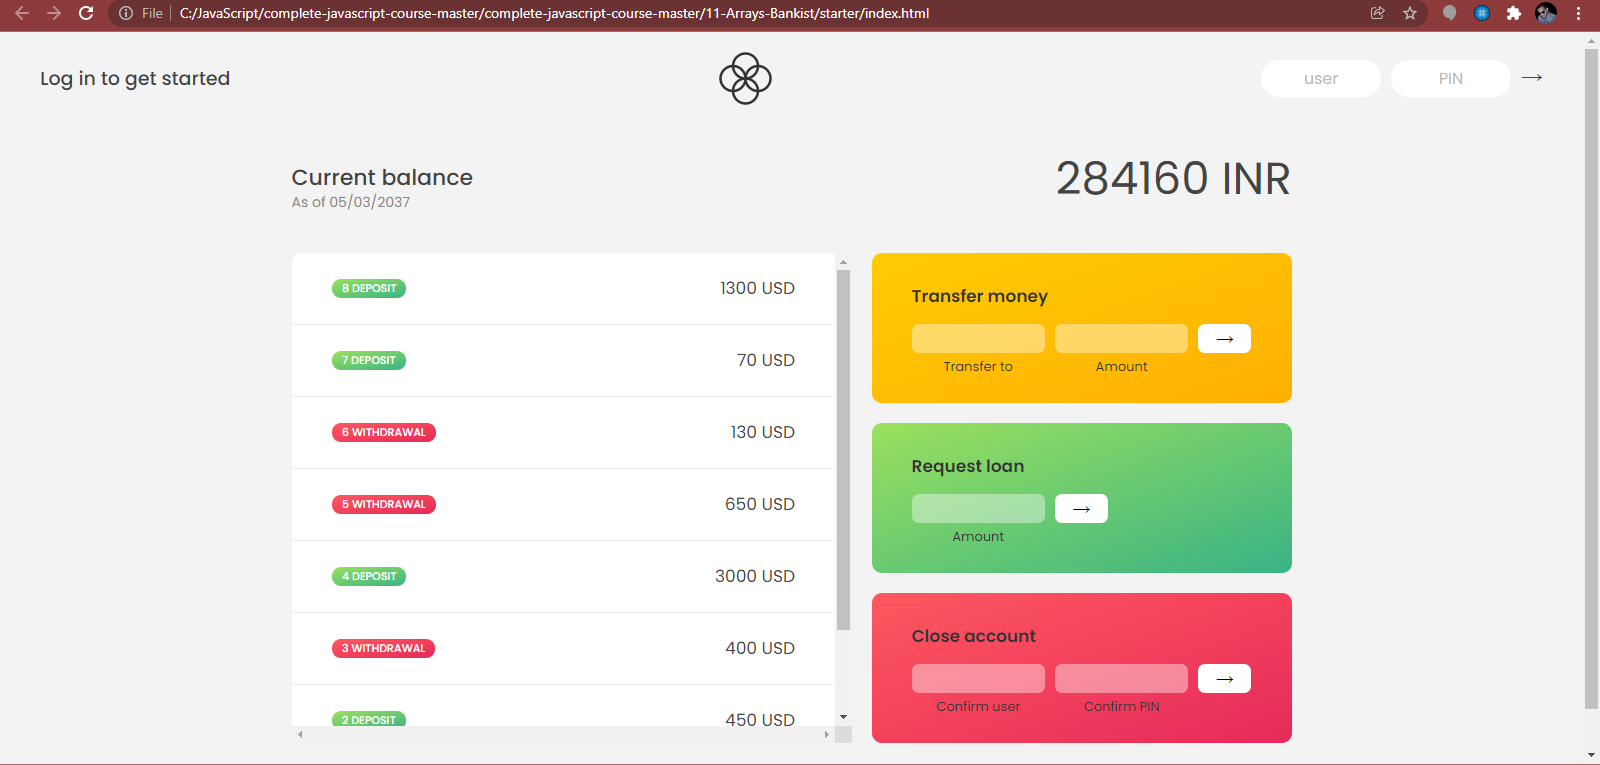 File C:/JavaScript/complete-javascript-course-master/complete-javascript-course-master/11-Arrays-Bankist/starter/index.html
Log in to get started
user PIN →
Current balance
As of 05/03/2037
284160 INR
8 DEPOSIT 1300 USD
7 DEPOSIT 70 USD
6 WITHDRAWAL 130 USD
5 WITHDRAWAL 650 USD
4 DEPOSIT 3000 USD
3 WITHDRAWAL 400 USD
2 DEPOSIT 450 USD
Transfer money
→
Transfer to Amount
Request loan
→
Amount
Close account
→
Confirm user Confirm PIN